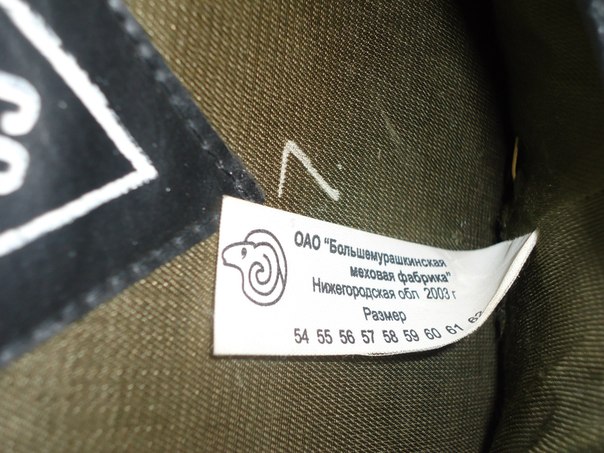 ОАО "Большемурашкинская
меховая фабрика"
Нижегородская обл 2003 г
Размер
54 55 56 57 58 59 60 61